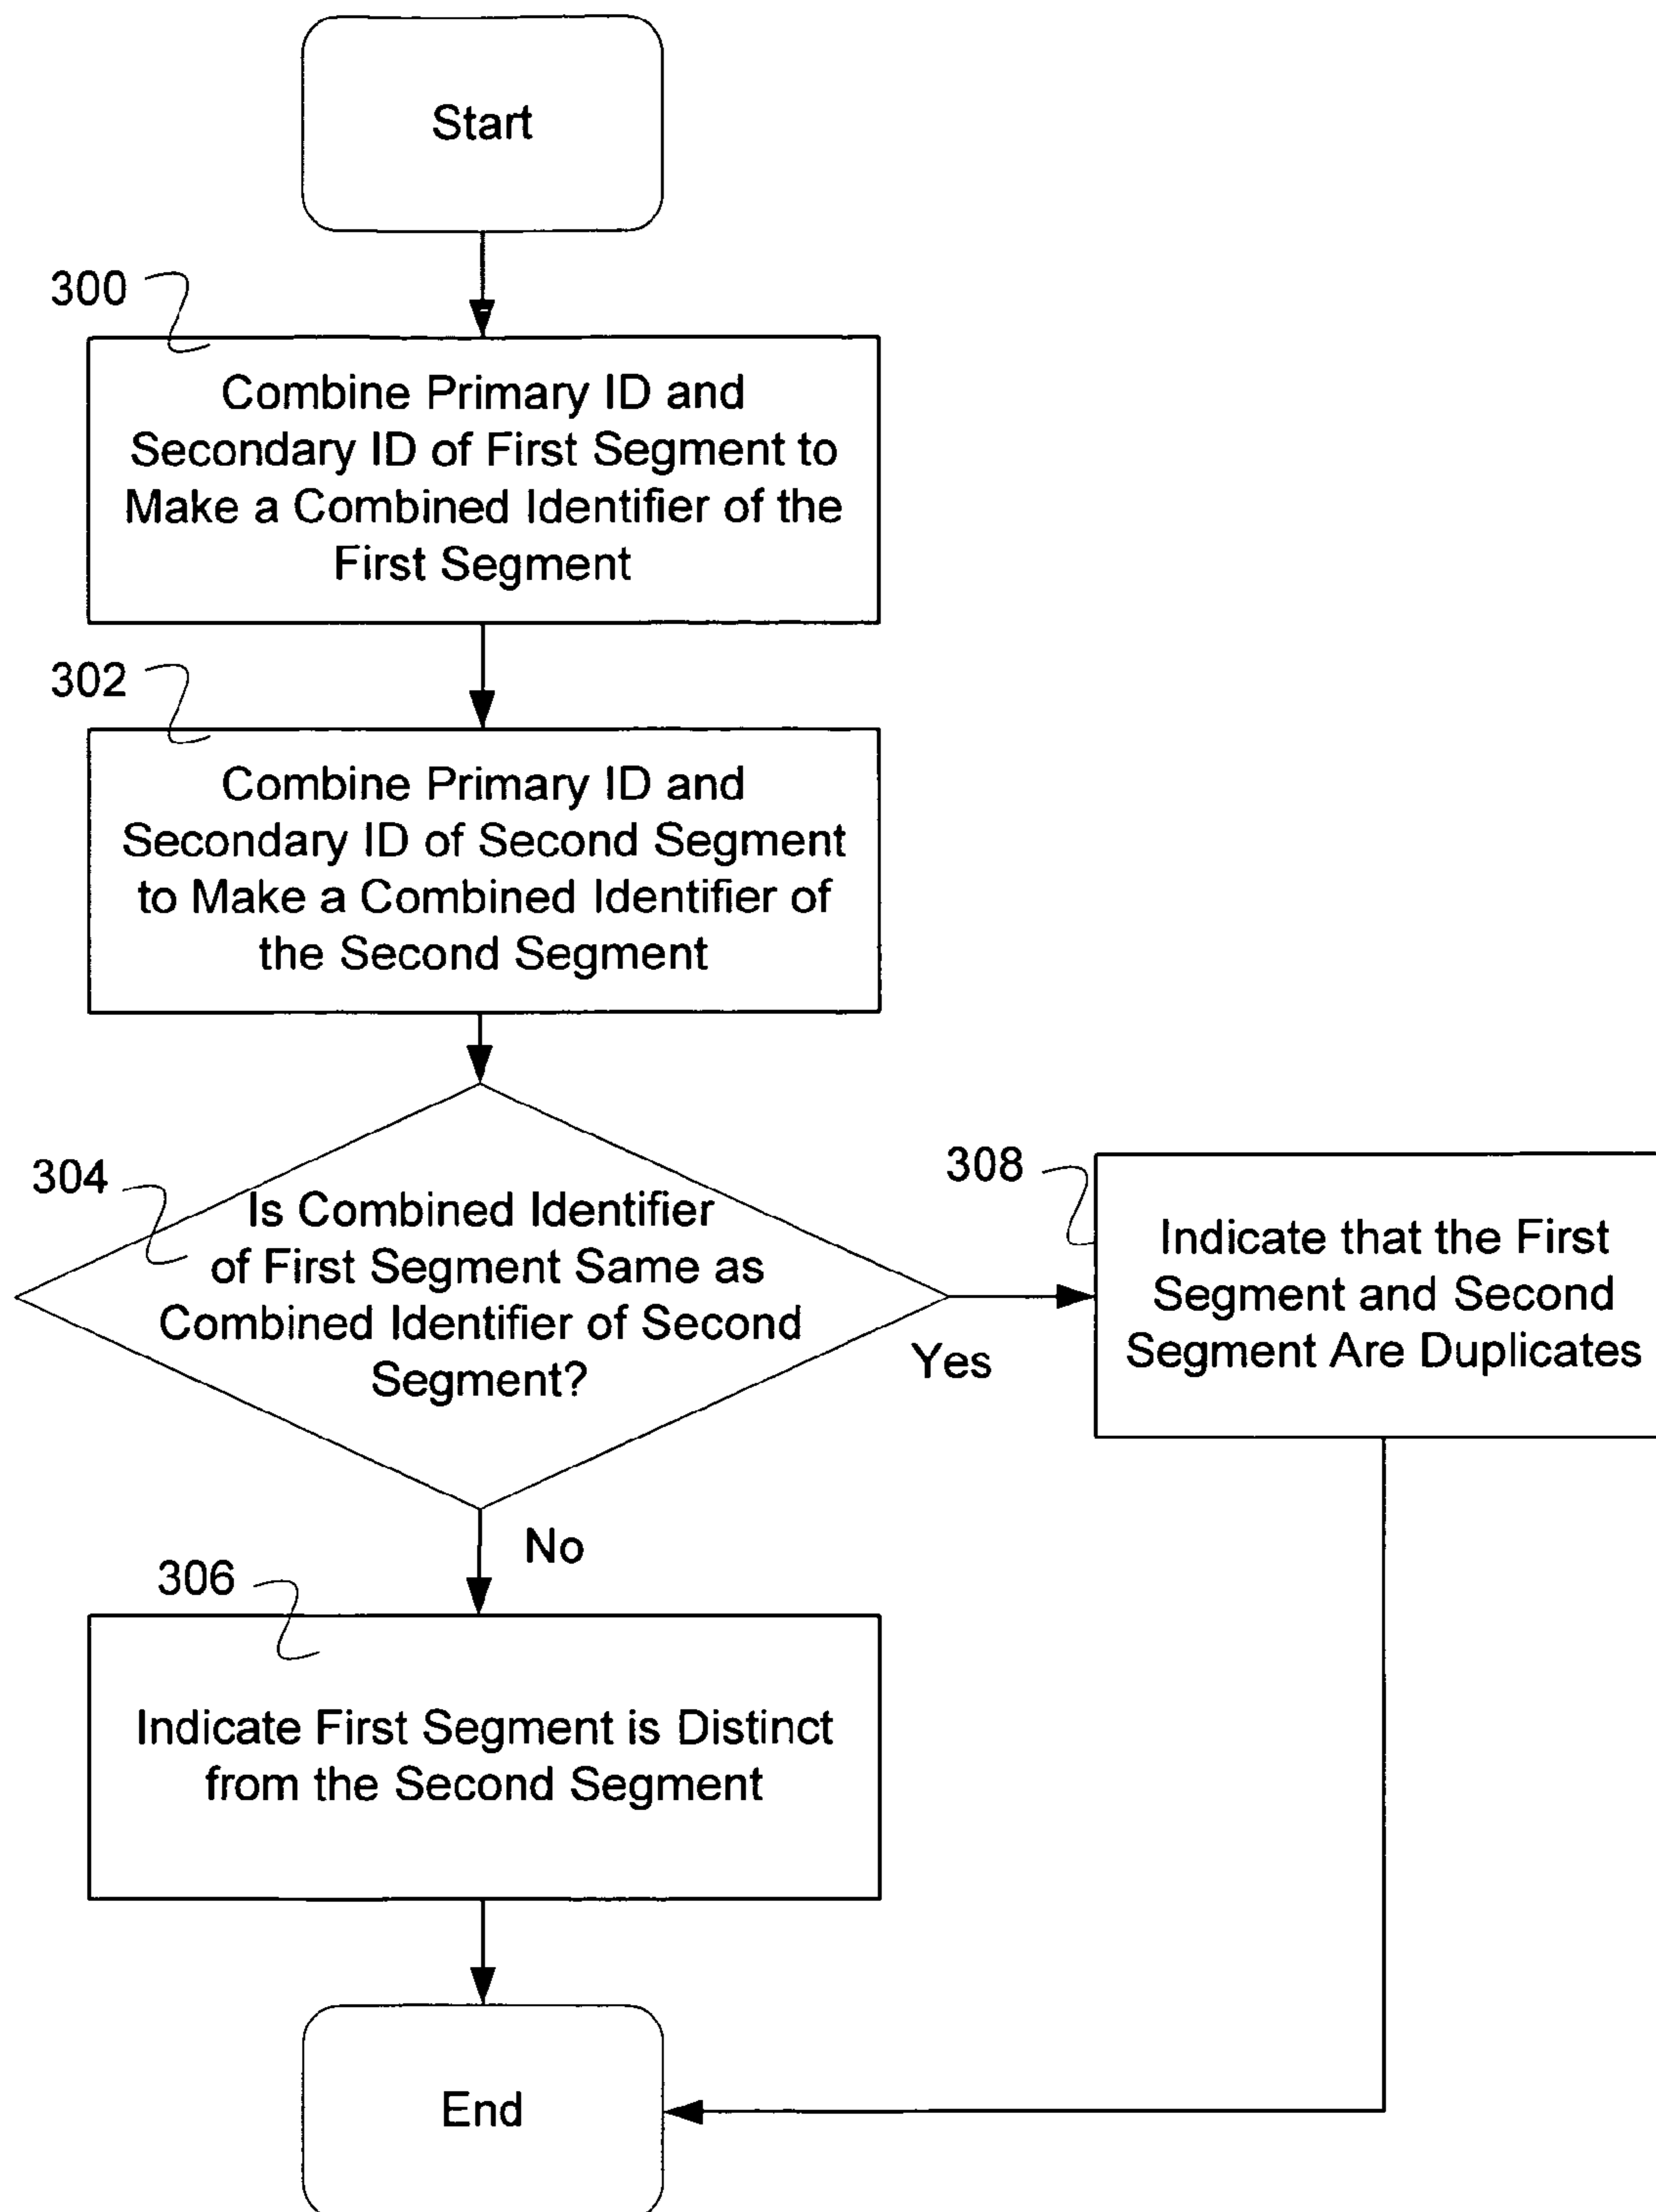 Start
300
Combine Primary ID and
Secondary ID of First Segment to
Make a Combined Identifier of the
First Segment
302
Combine Primary ID and
Secondary ID of Second Segment
to Make a Combined Identifier of
the Second Segment
304
Is Combined Identifier
of First Segment Same as
Combined Identifier of Second
Segment?
Yes
308
Indicate that the First
Segment and Second
Segment Are Duplicates
No
306
Indicate First Segment is Distinct
from the Second Segment
End